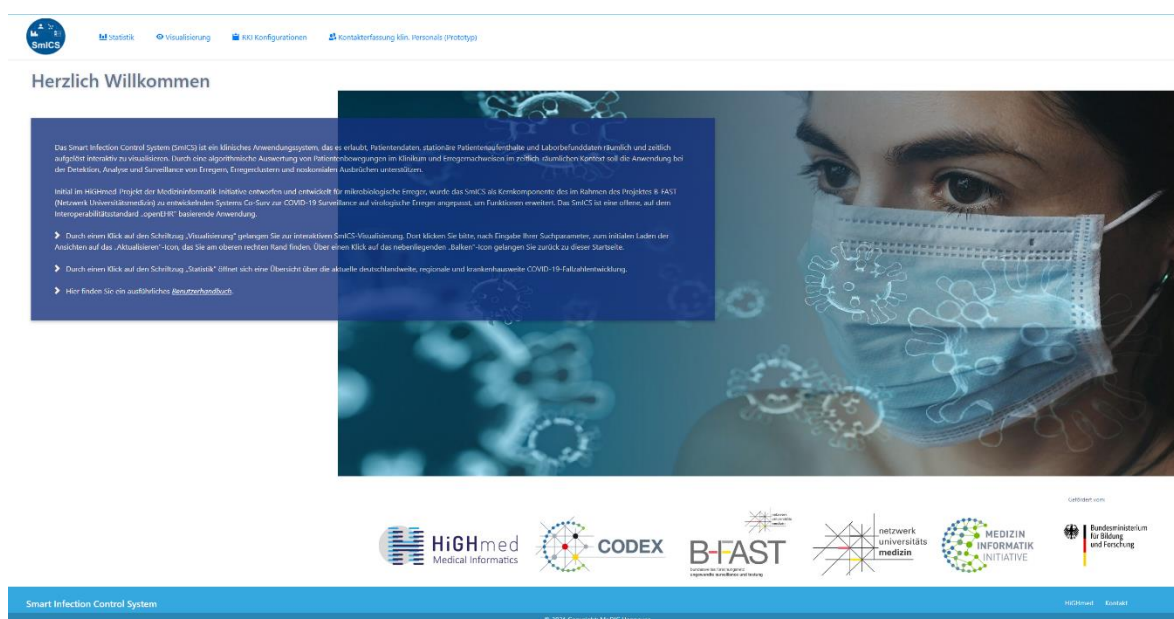 SmICS
Statistik
Visualisierung
RKI Konfigurationen
Kontakterfassung klin. Personals (Prototyp)
Herzlich Willkommen
Das Smart Infection Control System (SmICS) ist ein klinisches Anwendungssystem, das es erlaubt, Patientendaten, stationäre Patientenaufenthalte und Laborbefunddaten räumlich und zeitlich
aufgelöst interaktiv zu visualisieren. Durch eine algorithmische Auswertung von Patientenbewegungen im Klinikum und Erregernachweisen im zeitlich-räumlichen Kontext soll die Anwendung bei
der Detektion, Analyse und Surveillance von Erregern, Erregerclustern und noskomialen Ausbrüchen unterstützen.
Initial im HiGHmed Projekt der Medizininformatik Initiative entworfen und entwickelt für mikrobiologische Erreger, wurde das SmICS als Kernkomponente des im Rahmen des Projektes B-FAST
(Netzwerk Universitätsmedizin) zu entwickelnden Systems Co-Surv zur COVID-19 Surveillance auf virologische Erreger angepasst, um Funktionen erweitert. Das SmICS ist eine offene, auf dem
Interoperabilitätsstandard „openEHR" basierende Anwendung.
Durch einen Klick auf den Schriftzug „Visualisierung" gelangen Sie zur interaktiven SmICS-Visualisierung. Dort klicken Sie bitte, nach Eingabe Ihrer Suchparameter, zum initialen Laden der
Ansichten auf das „Aktualisieren"-Icon, das Sie am oberen rechten Rand finden. Über einen Klick auf das nebenliegenden „Balken"-Icon gelangen Sie zurück zu dieser Startseite.
Durch einen Klick auf den Schriftzug „Statistik" öffnet sich eine Übersicht über die aktuelle deutschlandweite, regionale und krankenhausweite COVID-19-Fallzahlentwicklung.
Hier finden Sie ein ausführliches Benutzerhandbuch.
Gefördert vom:
HiGHmed
Medical Informatics
CODEX
B-FAST
netzwerk
universitäts
medizin
MEDIZIN
INFORMATIK
INITIATIVE
Bundesministerium
für Bildung
und Forschung
Smart Infection Control System
HiGHmed
Kontakt